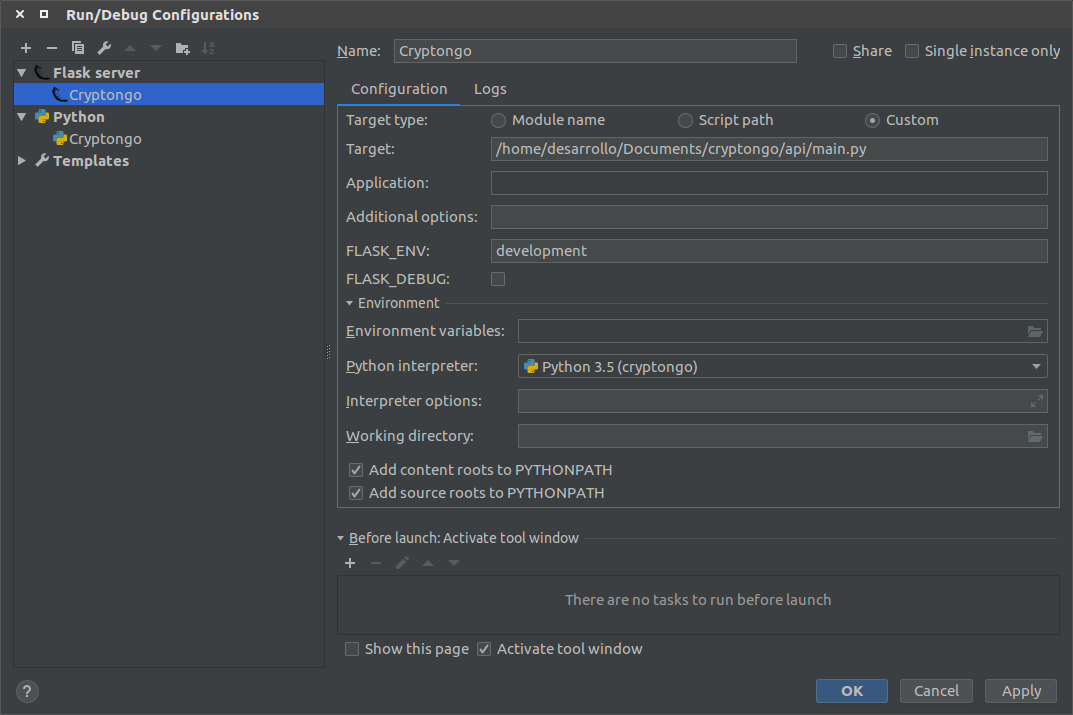 Run/Debug Configurations
Name: Cryptongo Share Single instance only
Flask server
Cryptongo
Python
Cryptongo
Templates
Configuration Logs
Target type: Module name Script path Custom
Target: /home/desarrollo/Documents/cryptongo/api/main.py
Application:
Additional options:
FLASK_ENV: development
FLASK_DEBUG:
Environment
Environment variables:
Python interpreter: Python 3.5 (cryptongo)
Interpreter options:
Working directory:
Add content roots to PYTHONPATH
Add source roots to PYTHONPATH
Before launch: Activate tool window
There are no tasks to run before launch
Show this page Activate tool window
? OK Cancel Apply